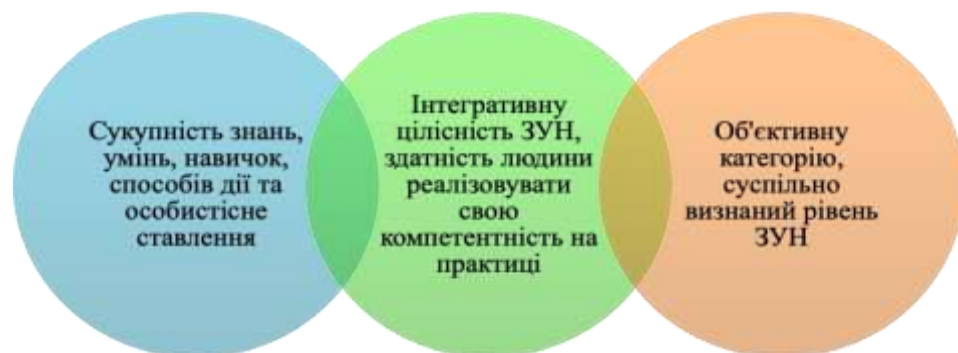 Сукупність знань,
умінь, навичок,
способів дії та
особистісне
ставлення
Інтегративну
цілісність ЗУН,
здатність людини
реалізовувати
свою
компетентність на
практиці
Об'єктивну
категорію,
суспільно
визнаний рівень
ЗУН